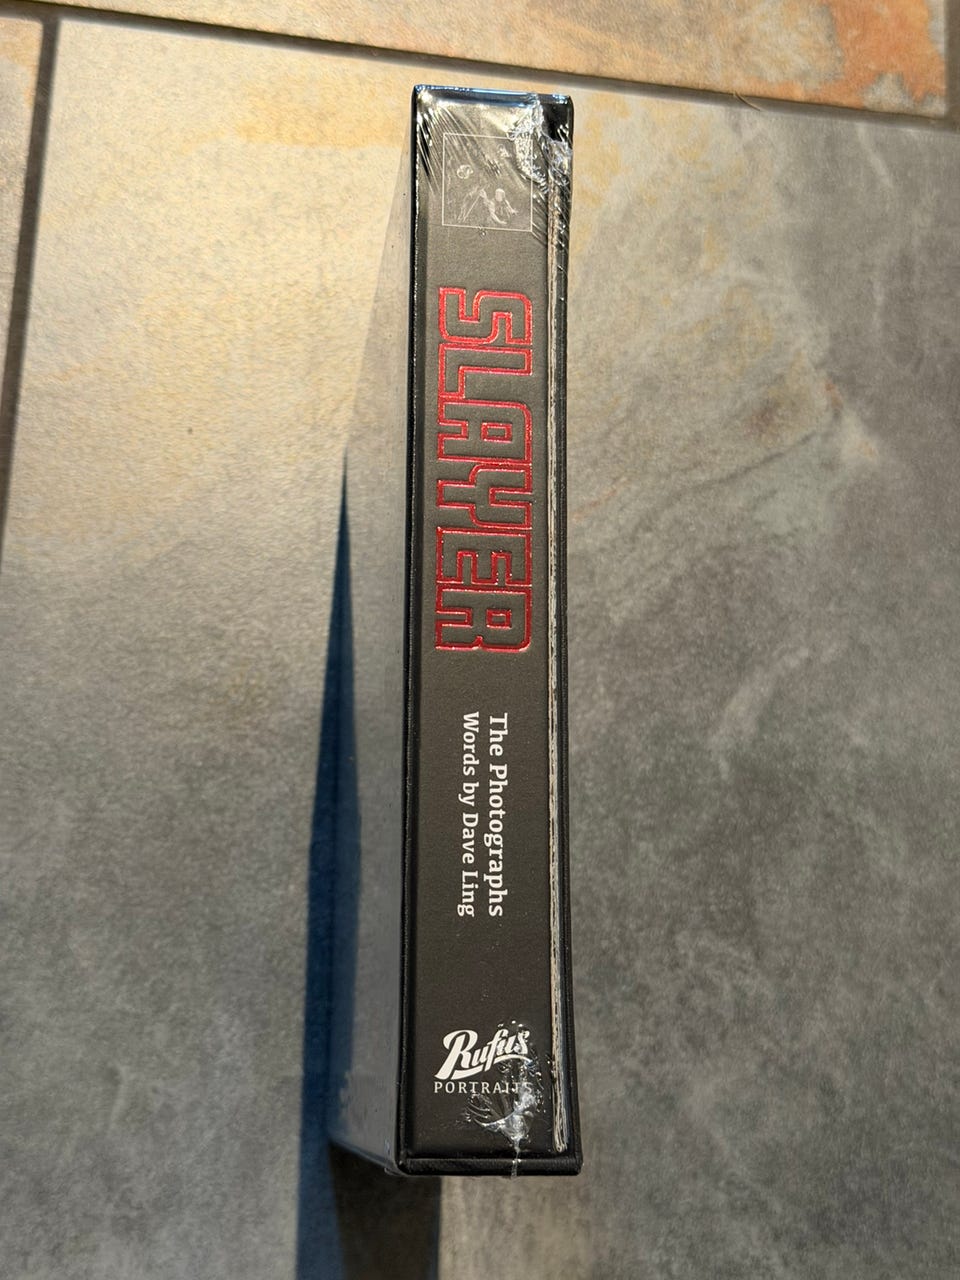 SLAYER
The Photographs
Words by Dave Ling
Rufus
PORTRAITS